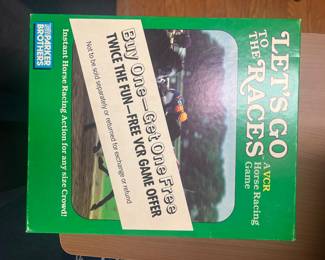 LET'S GO
TO THE RACES
A VCR
Horse Racing
Game
Buy One–Get One Free
TWICE THE FUN–FREE VCR GAME OFFER
Not to be sold separately or returned for exchange or refund
PARKER
BROTHERS
Instant Horse Racing Action for any size Crowd!